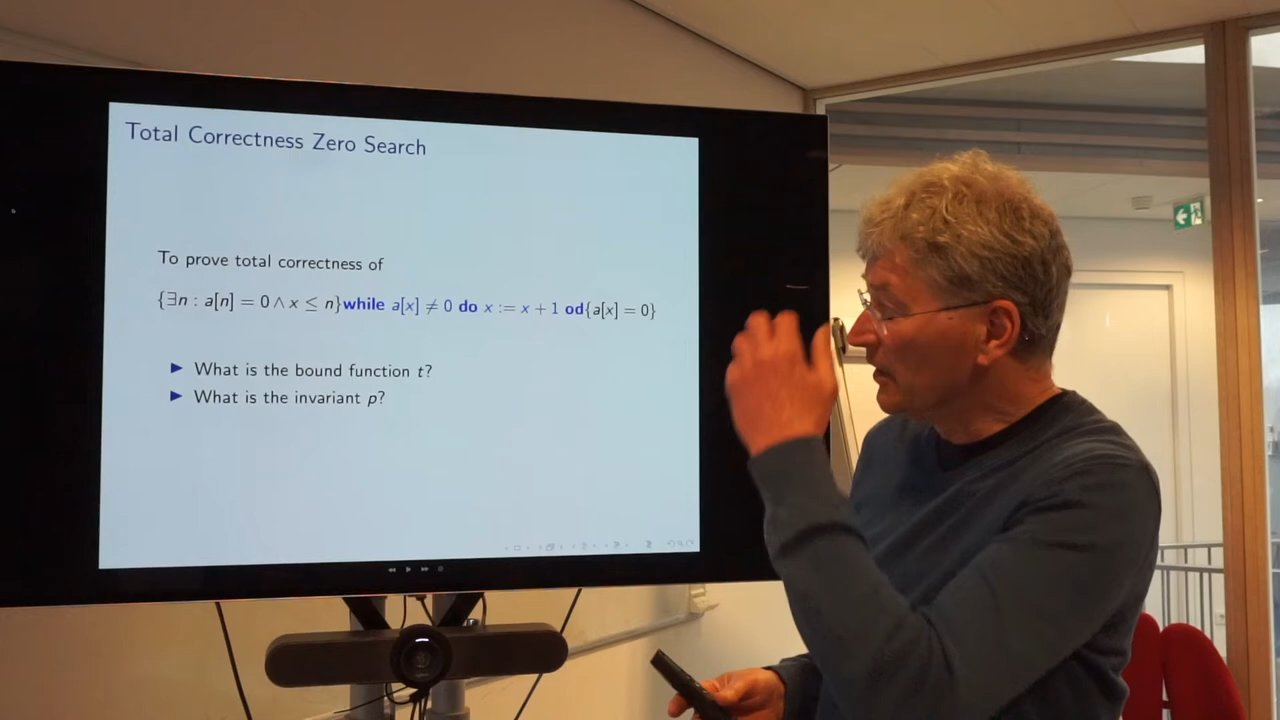 Total Correctness Zero Search
To prove total correctness of
{∃n : a[n] = 0 ∧ x ≤ n}while a[x] ≠ 0 do x := x + 1 od{a[x] = 0}
▶ What is the bound function t?
▶ What is the invariant p?